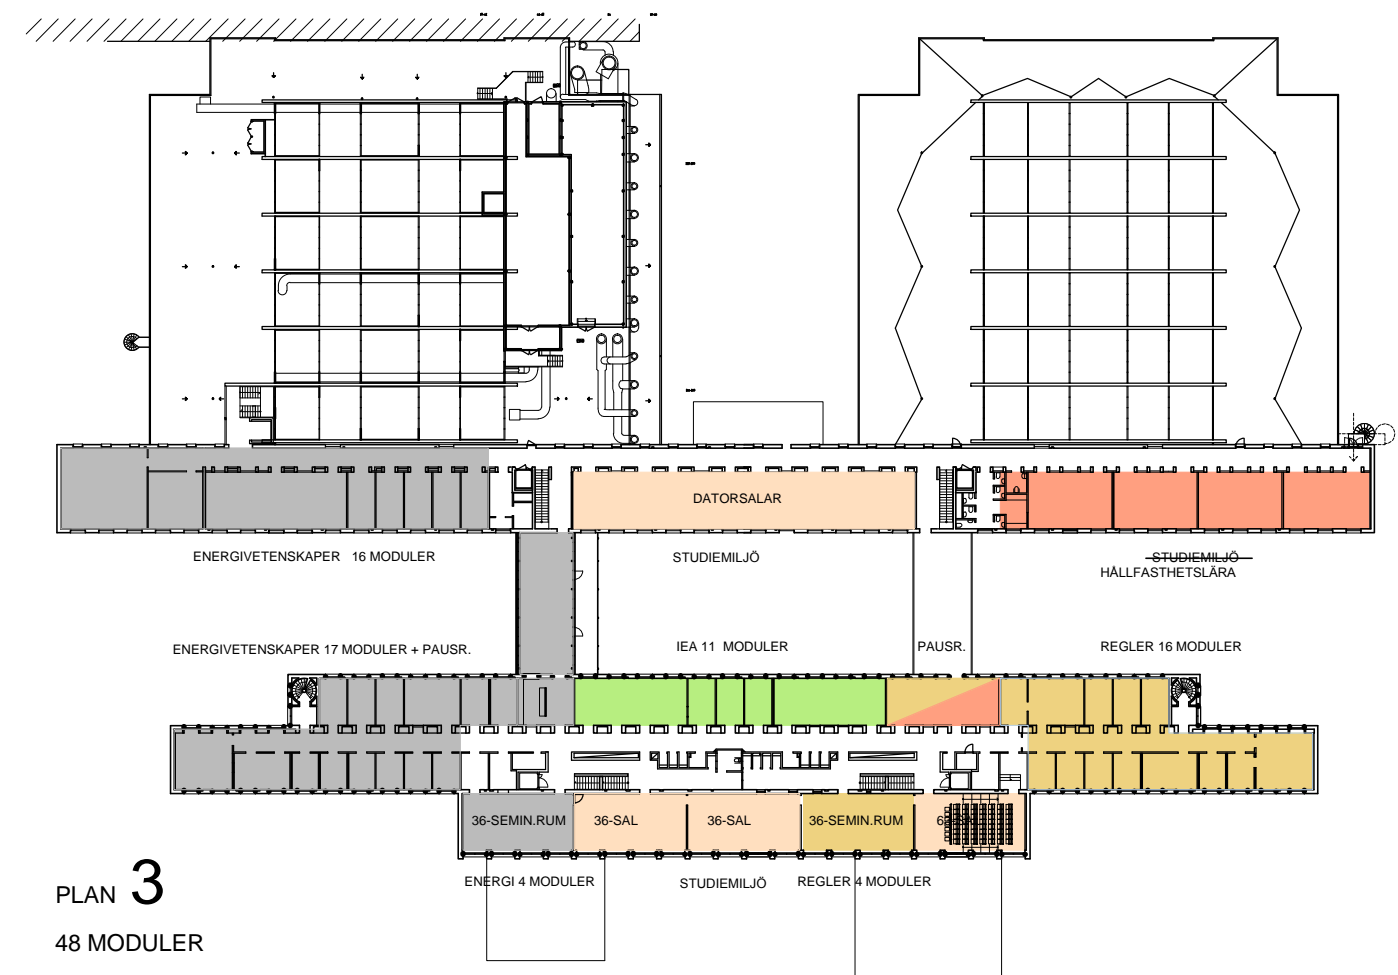 DATORSALAR
ENERGIVETENSKAPER 16 MODULER
STUDIEMILJÖ
STUDIEMILJÖ
HÅLLFASTHETSLÄRA
ENERGIVETENSKAPER 17 MODULER + PAUSR.
IEA 11 MODULER
PAUSR.
REGLER 16 MODULER
36-SEMIN.RUM
36-SAL
36-SAL
36-SEMIN.RUM
ENERGI 4 MODULER
STUDIEMILJÖ
REGLER 4 MODULER
PLAN 3
48 MODULER